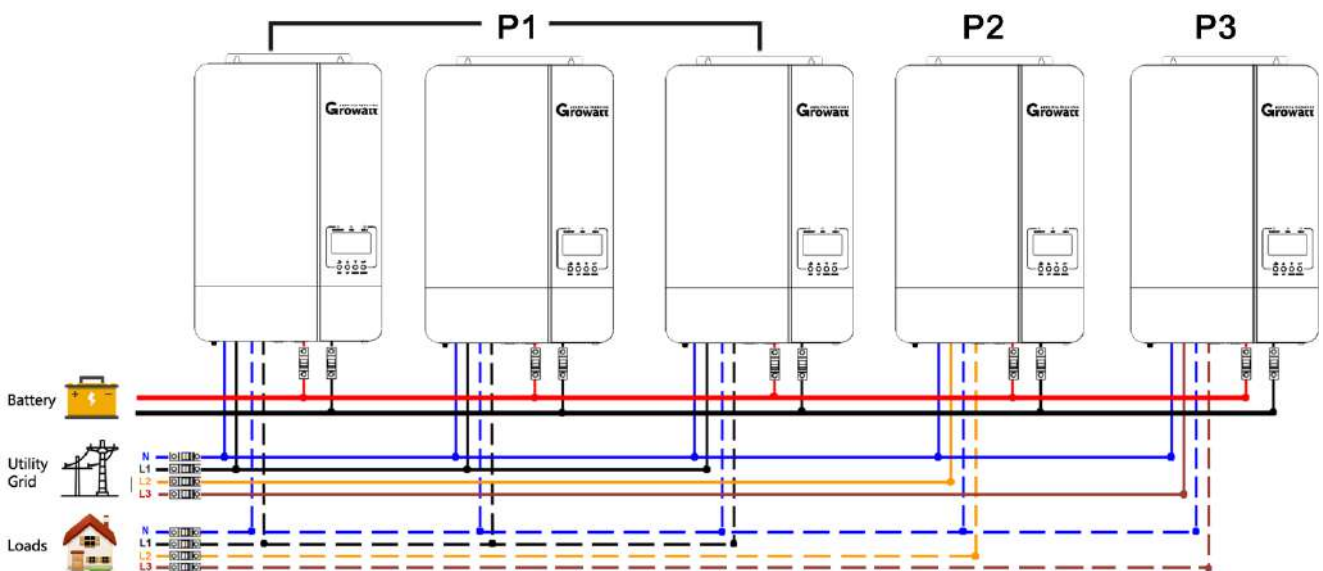 P1 P2 P3
Growatt Growatt Growatt Growatt Growatt
Battery
+ −
N
Utility
Grid
L1
L2
L3
N
Loads
L1
L2
L3